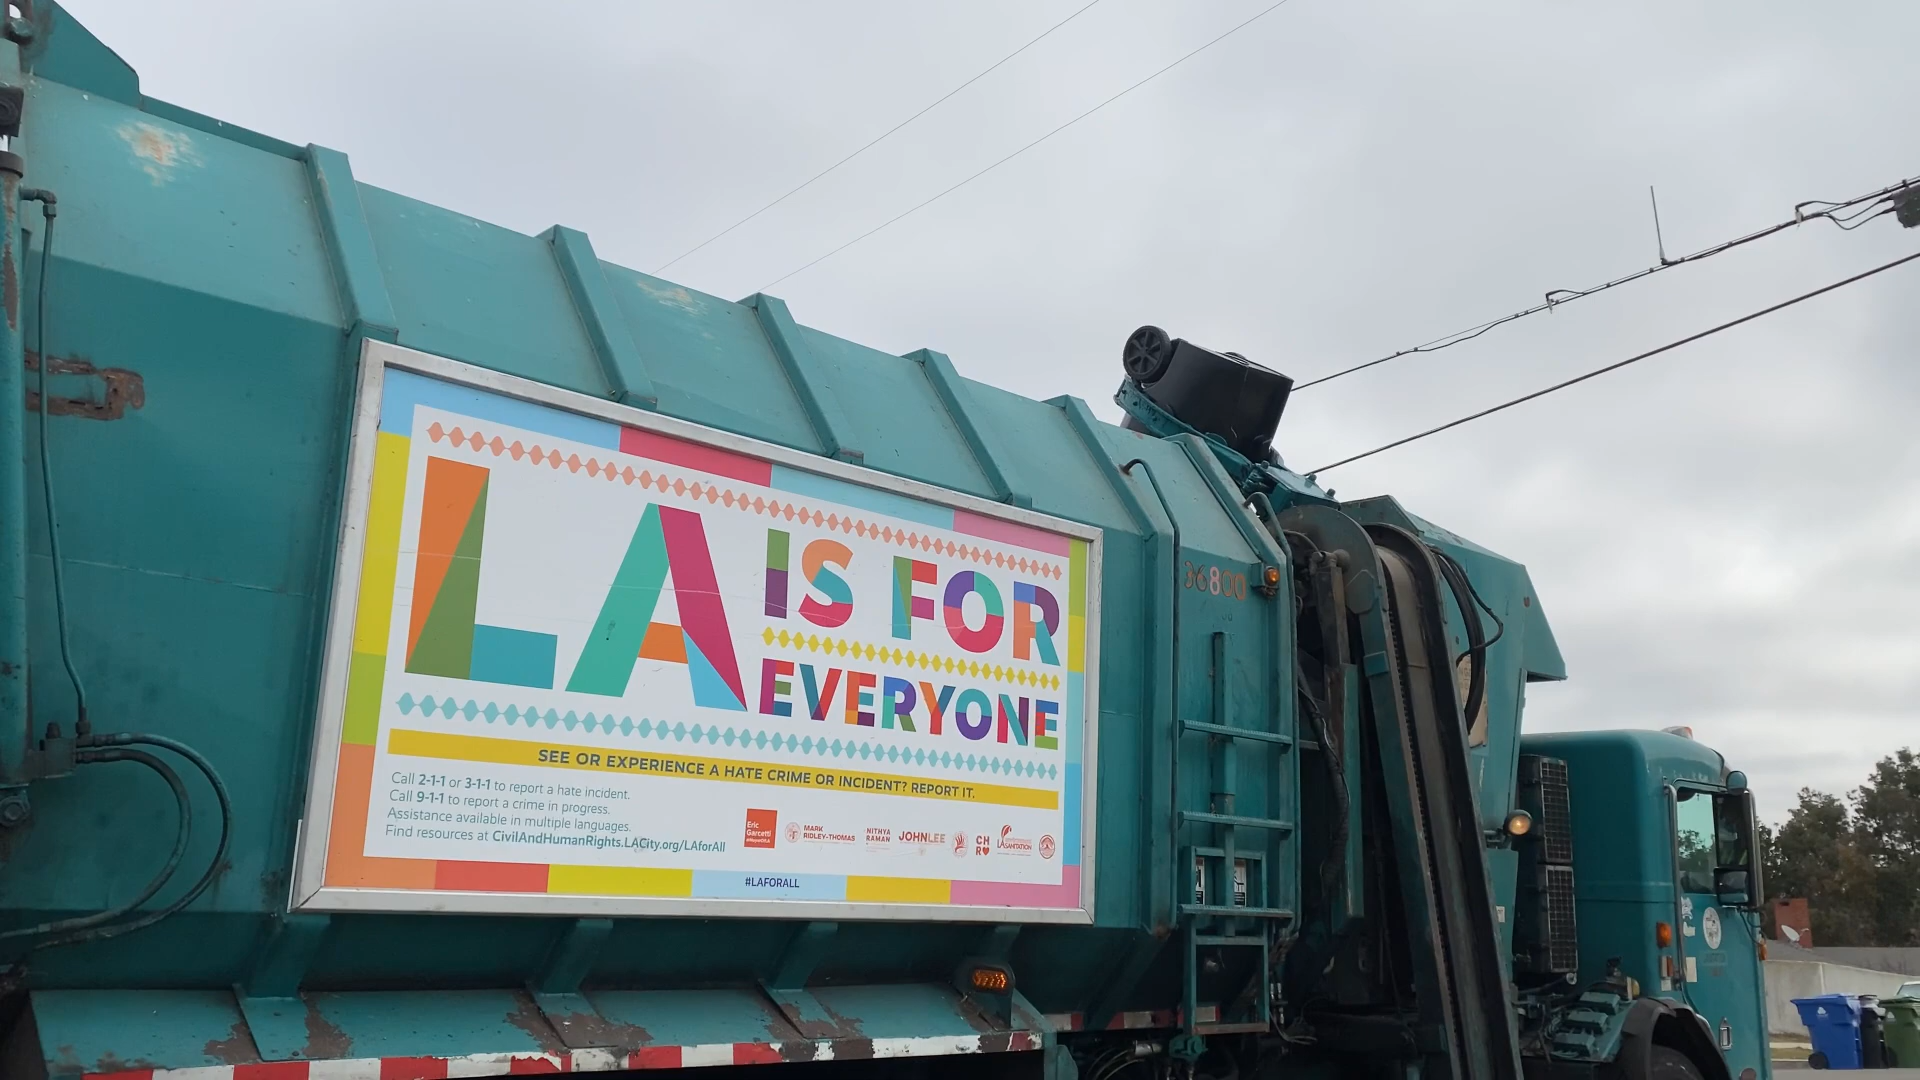 LA IS FOR
EVERYONE
SEE OR EXPERIENCE A HATE CRIME OR INCIDENT? REPORT IT.
Call 2-1-1 or 3-1-1 to report a hate incident.
Call 9-1-1 to report a crime in progress.
Assistance available in multiple languages.
Find resources at CivilAndHumanRights.LACity.org/LAforAll
Eric
Garcetti
MARK
RIDLEY-THOMAS
NITHYA
RAMAN
JOHNLEE
CH
R
LASANITATION
#LAFORALL
36800